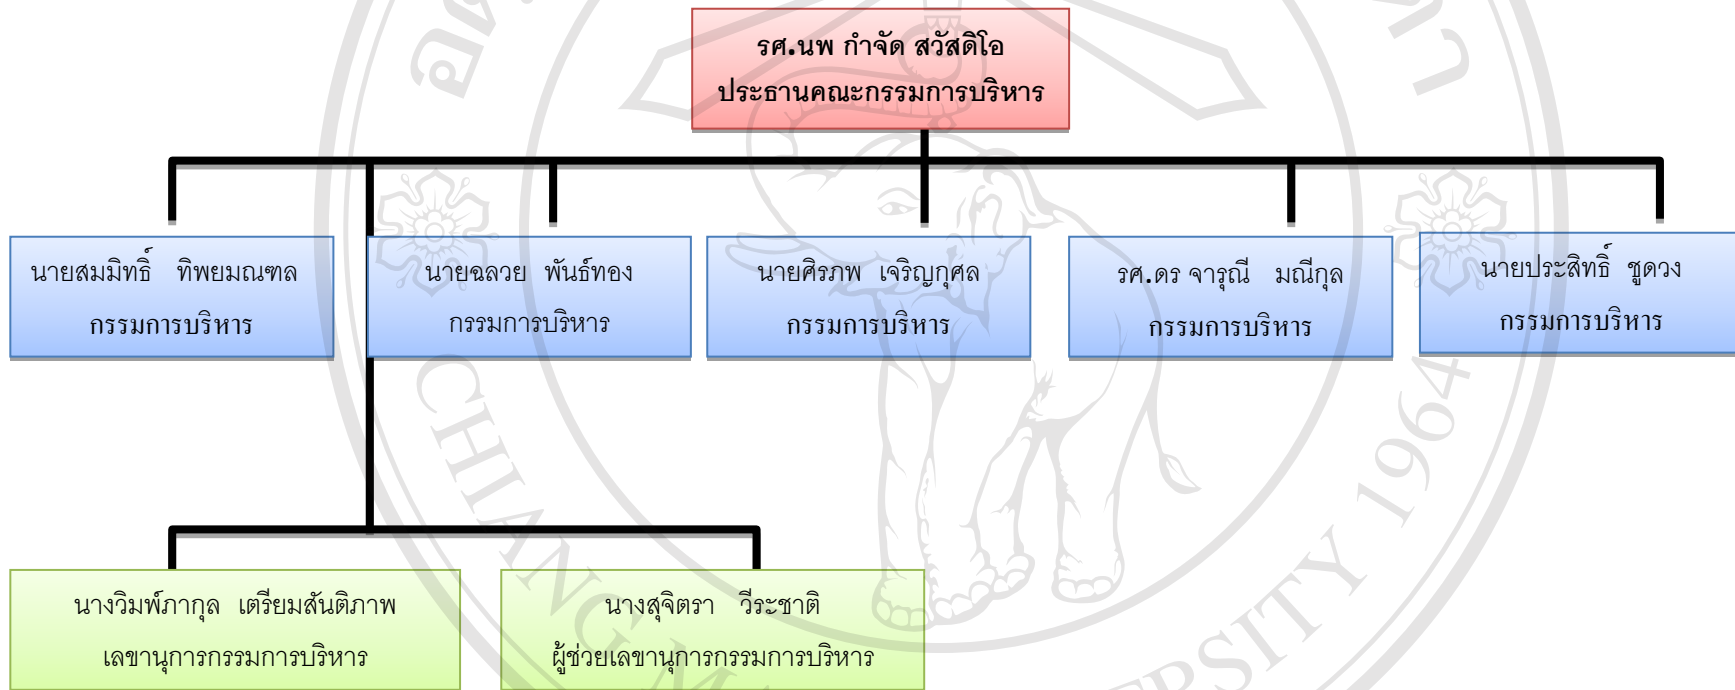 รศ.นพ กำจัด สวัสดิโอ
ประธานคณะกรรมการบริหาร
นายสมมิทธิ์ ทิพยมณฑล
กรรมการบริหาร
นายฉลวย พันธ์ทอง
กรรมการบริหาร
นายศิรภพ เจริญกุศล
กรรมการบริหาร
รศ.ดร จารุณี มณีกุล
กรรมการบริหาร
นายประสิทธิ์ ชูดวง
กรรมการบริหาร
นางวิมพ์ภากุล เตรียมสันติภาพ
เลขานุการกรรมการบริหาร
นางสุจิตรา วีระชาติ
ผู้ช่วยเลขานุการกรรมการบริหาร
CHIANG
1964